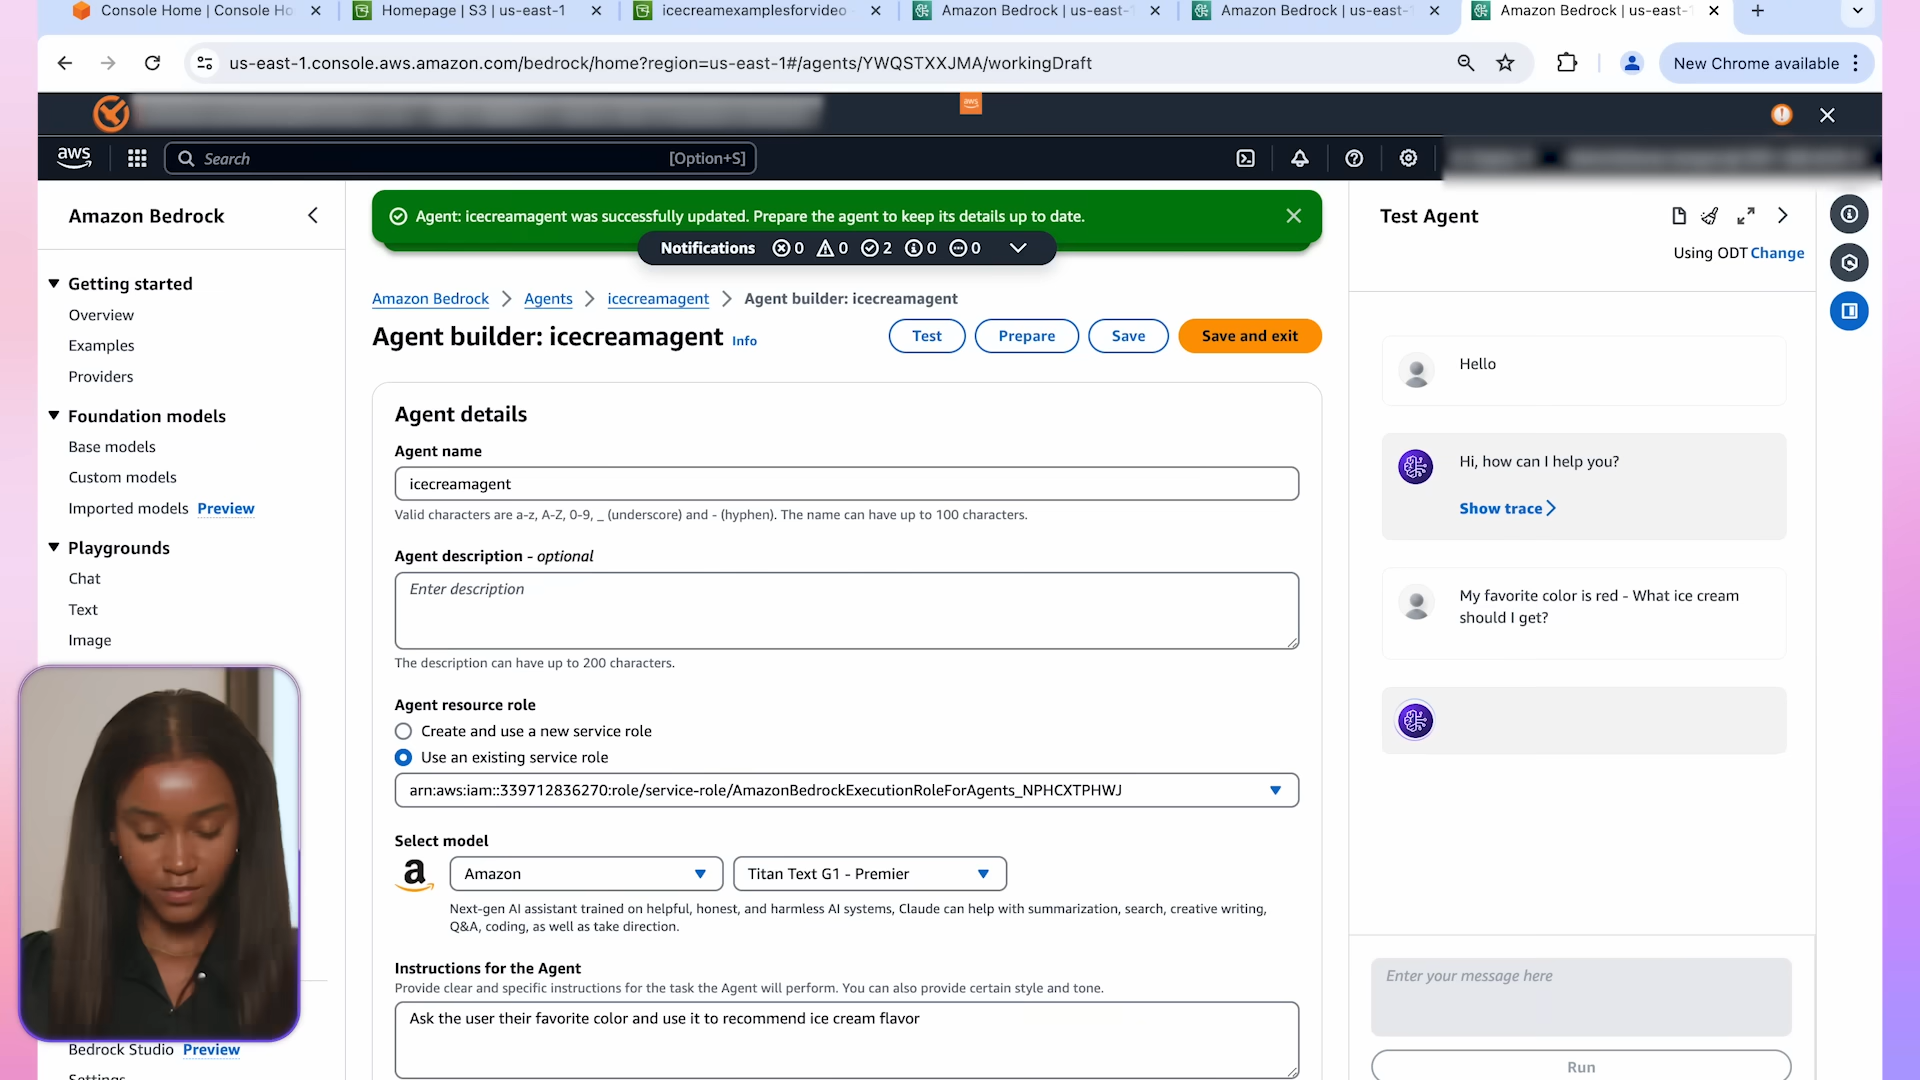 Console Home | Console Ho
Homepage | S3 | us-east-1
icecreamexamplesforvideo
Amazon Bedrock | us-east-1
Amazon Bedrock | us-east-1
Amazon Bedrock | us-east-1
us-east-1.console.aws.amazon.com/bedrock/home?region=us-east-1#/agents/YWQSTXXJMA/workingDraft
New Chrome available
aws
aws
Search
[Option+S]
Amazon Bedrock
Getting started
Overview
Examples
Providers
Foundation models
Base models
Custom models
Imported models Preview
Playgrounds
Chat
Text
Image
Bedrock Studio Preview
Settings
Agent: icecreamagent was successfully updated. Prepare the agent to keep its details up to date.
Notifications 0 0 2 0 0
Amazon Bedrock > Agents > icecreamagent > Agent builder: icecreamagent
Agent builder: icecreamagent Info
Test
Prepare
Save
Save and exit
Agent details
Agent name
icecreamagent
Valid characters are a-z, A-Z, 0-9, _ (underscore) and - (hyphen). The name can have up to 100 characters.
Agent description - optional
Enter description
The description can have up to 200 characters.
Agent resource role
Create and use a new service role
Use an existing service role
arn:aws:iam::339712836270:role/service-role/AmazonBedrockExecutionRoleForAgents_NPHCXTPHWJ
Select model
Amazon
Titan Text G1 - Premier
Next-gen AI assistant trained on helpful, honest, and harmless AI systems, Claude can help with summarization, search, creative writing,
Q&A, coding, as well as take direction.
Instructions for the Agent
Provide clear and specific instructions for the task the Agent will perform. You can also provide certain style and tone.
Ask the user their favorite color and use it to recommend ice cream flavor
Test Agent
Using ODT Change
Hello
Hi, how can I help you?
Show trace
My favorite color is red - What ice cream
should I get?
Enter your message here
Run